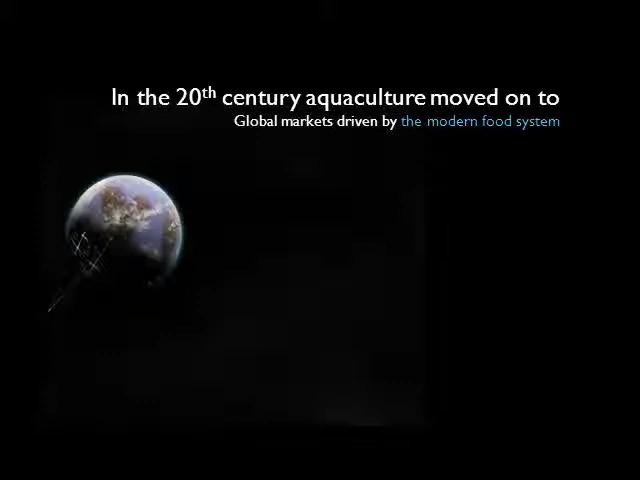 In the 20th century aquaculture moved on to
Global markets driven by the modern food system